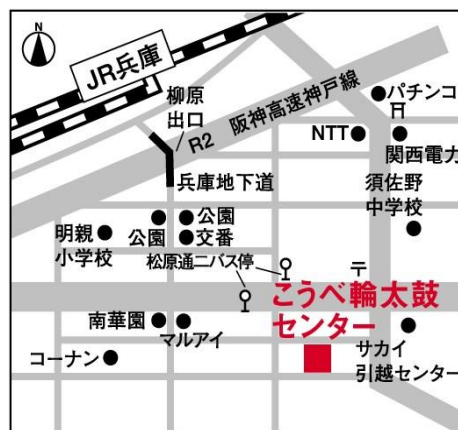 N
JR兵庫
柳原
出口
R2
阪神高速神戸線
パチンコ
NTT
関西電力
兵庫地下道
須佐野
中学校
公園
明親
小学校
公園
交番
松原通二バス停
〒
こうべ輪太鼓
センター
南華園
マルアイ
サカイ
引越センター
コーナン